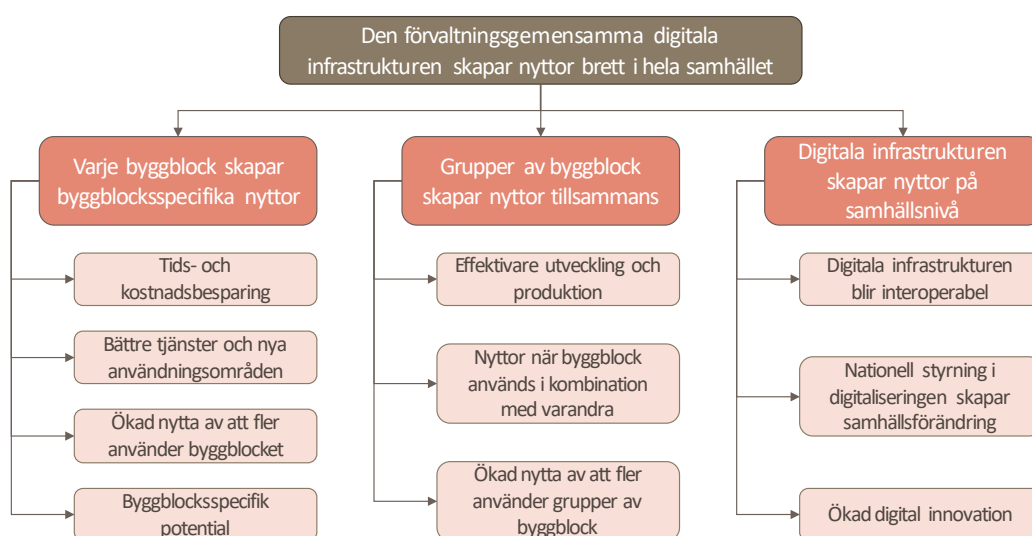 Den förvaltningsgemensamma digitala
infrastrukturen skapar nyttor brett i hela samhället
Varje byggblock skapar
byggblocksspecifika nyttor
Tids- och
kostnadsbesparing
Bättre tjänster och nya
användningsområden
Ökad nytta av att fler
använder byggblocket
Byggblocksspecifik
potential
Grupper av byggblock
skapar nyttor tillsammans
Effektivare utveckling och
produktion
Nyttor när byggblock
används i kombination
med varandra
Ökad nytta av att fler
använder grupper av
byggblock
Digitala infrastrukturen
skapar nyttor på
samhällsnivå
Digitala infrastrukturen
blir interoperabel
Nationell styrning i
digitaliseringen skapar
samhällsförändring
Ökad digital innovation